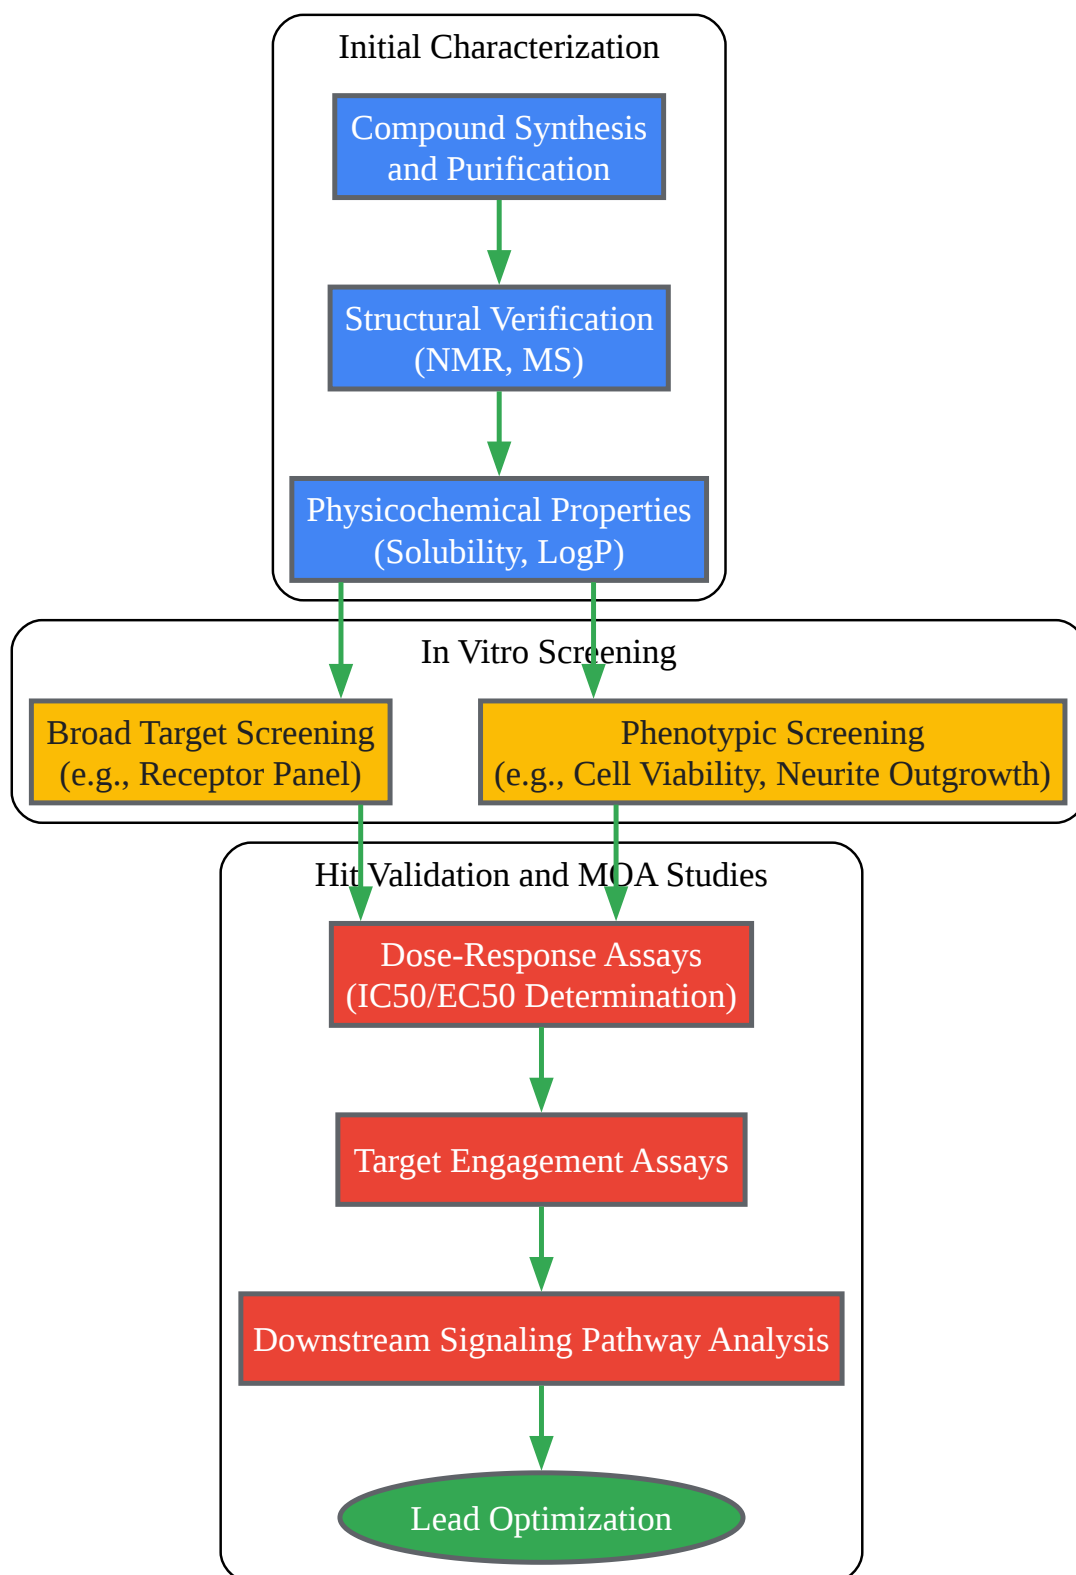 Initial Characterization
Compound Synthesis
and Purification
Structural Verification
(NMR, MS)
Physicochemical Properties
(Solubility, LogP)
In Vitro Screening
Broad Target Screening
(e.g., Receptor Panel)
Phenotypic Screening
(e.g., Cell Viability, Neurite Outgrowth)
Hit Validation and MOA Studies
Dose-Response Assays
(IC50/EC50 Determination)
Target Engagement Assays
Downstream Signaling Pathway Analysis
Lead Optimization